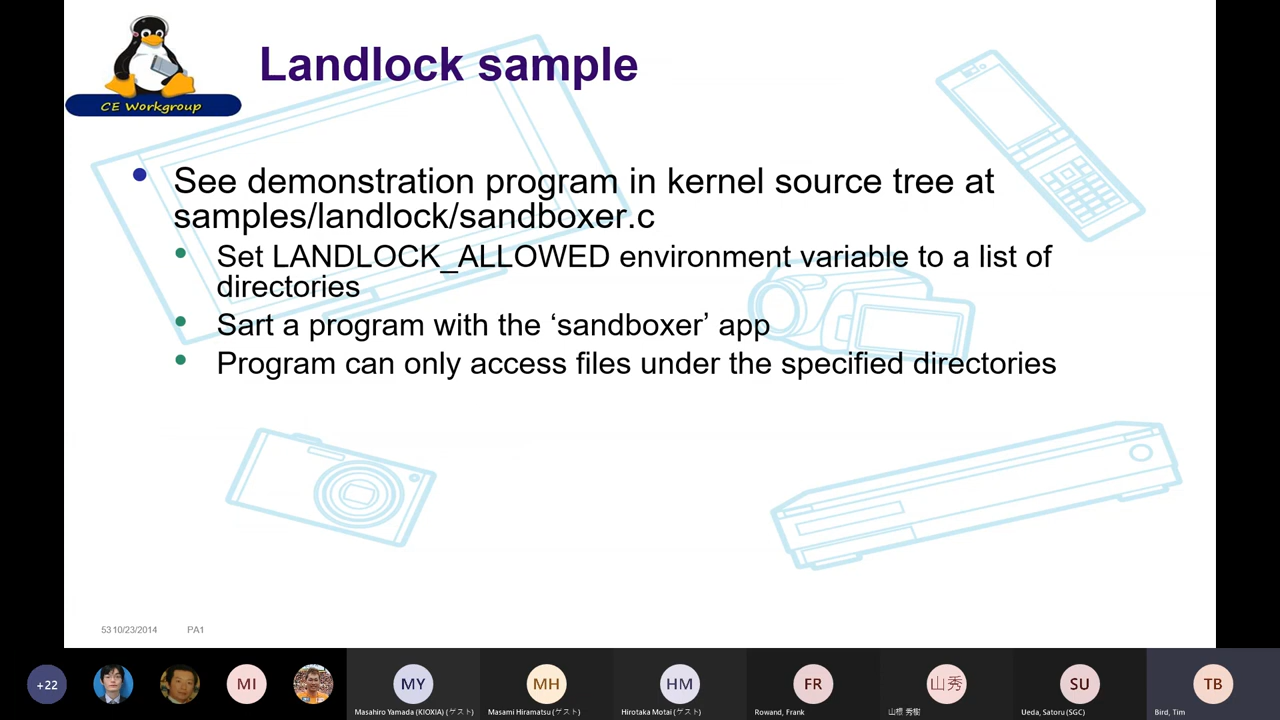 CE Workgroup
Landlock sample
See demonstration program in kernel source tree at
samples/landlock/sandboxer.c
Set LANDLOCK_ALLOWED environment variable to a list of
directories
Sart a program with the ‘sandboxer’ app
Program can only access files under the specified directories
53 10/23/2014 PA1
+22
MI
MY
MH
HM
FR
山秀
SU
TB
Masahiro Yamada (KIOXIA) (ゲスト)
Masami Hiramatsu (ゲスト)
Hirotaka Motai (ゲスト)
Rowand, Frank
山根 秀樹
Ueda, Satoru (SGC)
Bird, Tim